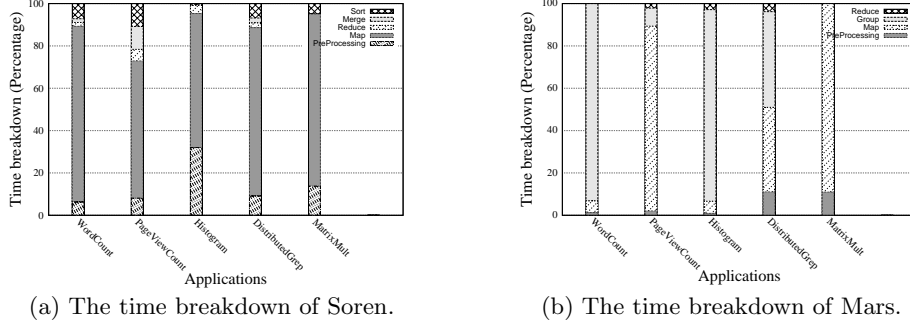 Time breakdown (Percentage)
100
80
60
40
20
0
Sort
Merge
Reduce
Map
PreProcessing
WordCount
PageViewCount
Histogram
DistributedGrep
MatrixMult
Applications
(a) The time breakdown of Soren.
Time breakdown (Percentage)
100
80
60
40
20
0
Reduce
Group
Map
PreProcessing
WordCount
PageViewCount
Histogram
DistributedGrep
MatrixMult
Applications
(b) The time breakdown of Mars.